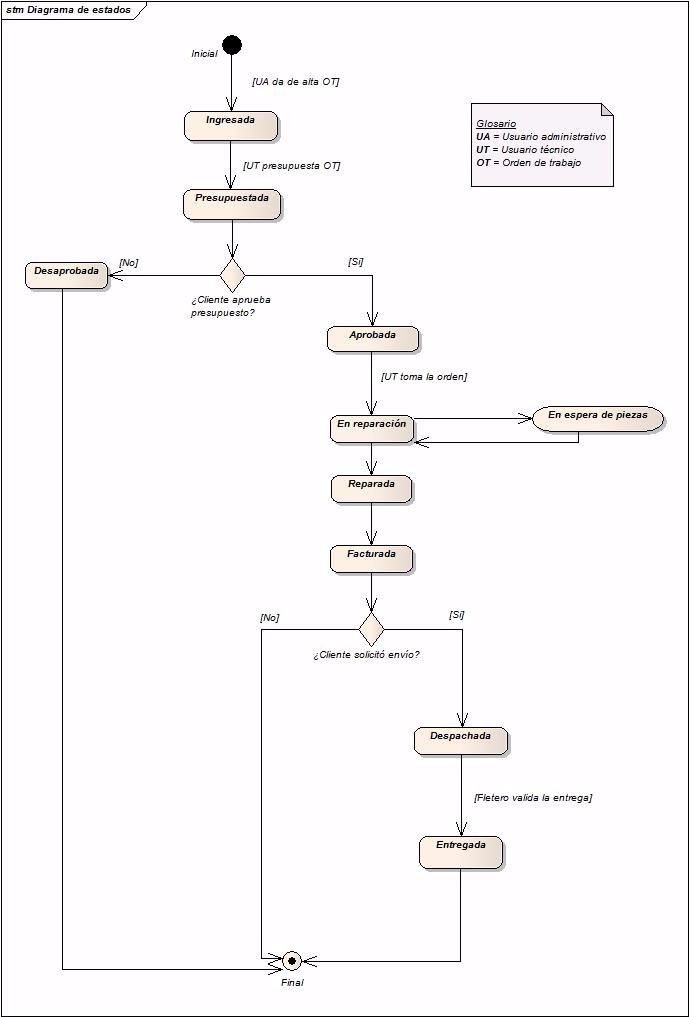 stm Diagrama de estados
Inicial
[UA da de alta OT]
Ingresada
Glosario
UA = Usuario administrativo
UT = Usuario técnico
OT = Orden de trabajo
[UT presupuesta OT]
Presupuestada
[No]
[Si]
Desaprobada
¿Cliente aprueba
presupuesto?
Aprobada
[UT toma la orden]
En reparación
En espera de piezas
Reparada
Facturada
[No]
[Si]
¿Cliente solicitó envío?
Despachada
[Fletero valida la entrega]
Entregada
Final